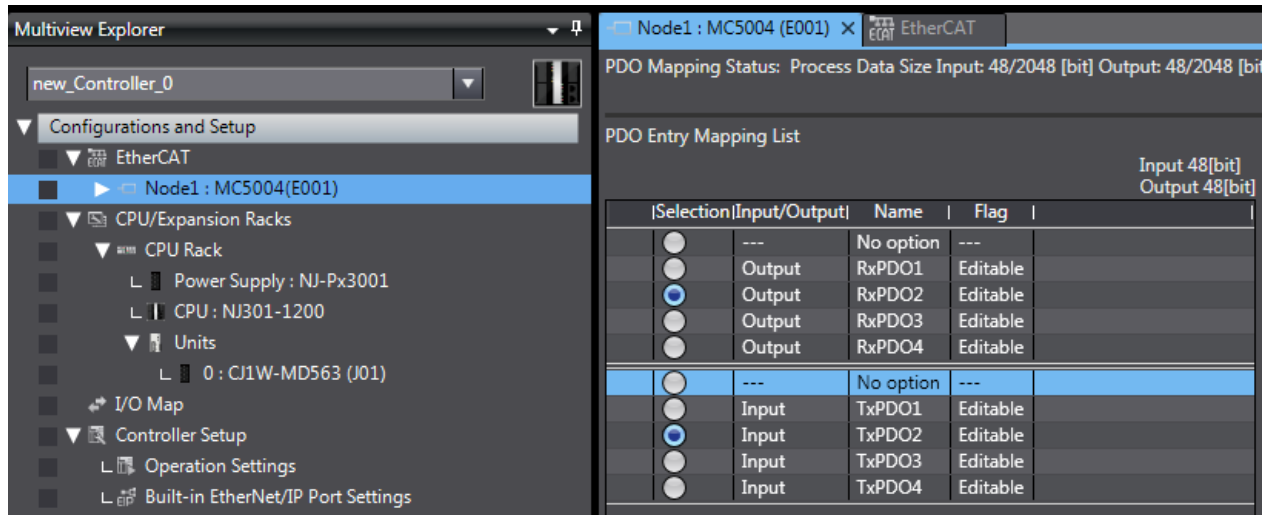 Multiview Explorer
new_Controller_0
Configurations and Setup
EtherCAT
Node1 : MC5004(E001)
CPU/Expansion Racks
CPU Rack
Power Supply : NJ-Px3001
CPU : NJ301-1200
Units
0 : CJ1W-MD563 (J01)
I/O Map
Controller Setup
Operation Settings
Built-in EtherNet/IP Port Settings
Node1 : MC5004 (E001) EtherCAT
PDO Mapping Status: Process Data Size Input: 48/2048 [bit] Output: 48/2048 [bit
PDO Entry Mapping List
Input 48[bit]
Output 48[bit]
|Selection|Input/Output| Name | Flag |
--- No option ---
Output RxPDO1 Editable
Output RxPDO2 Editable
Output RxPDO3 Editable
Output RxPDO4 Editable
--- No option ---
Input TxPDO1 Editable
Input TxPDO2 Editable
Input TxPDO3 Editable
Input TxPDO4 Editable